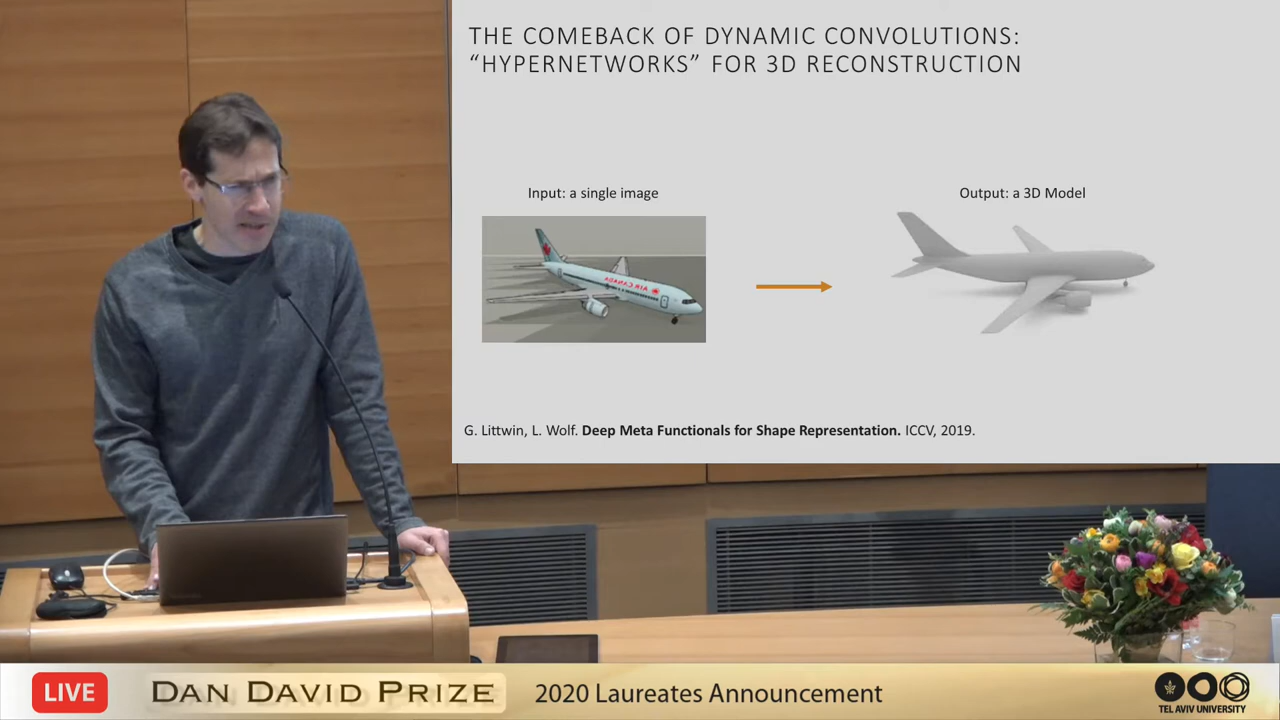 THE COMEBACK OF DYNAMIC CONVOLUTIONS:
“HYPERNETWORKS” FOR 3D RECONSTRUCTION
Input: a single image
Output: a 3D Model
AIR CANADA
G. Littwin, L. Wolf. Deep Meta Functionals for Shape Representation. ICCV, 2019.
LIVE
DAN DAVID PRIZE
2020 Laureates Announcement
TEL AVIV UNIVERSITY